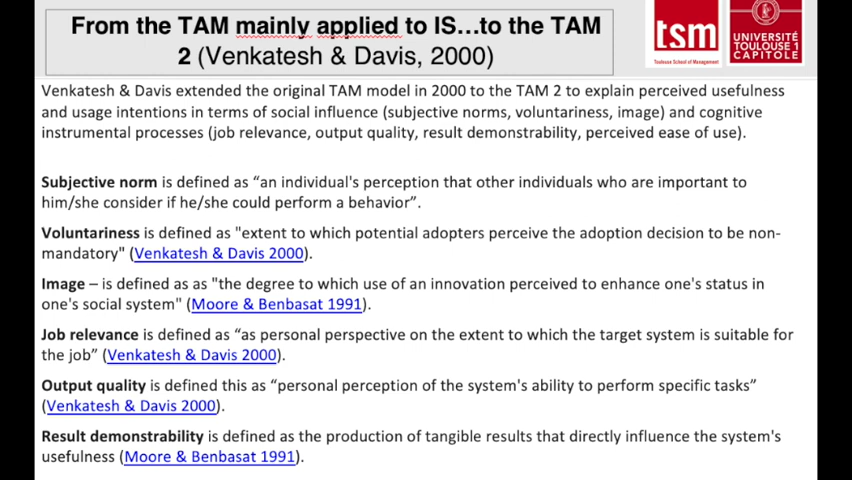 From the TAM mainly applied to IS...to the TAM
2 (Venkatesh & Davis, 2000)
tsm
Toulouse School of Management
UNIVERSITÉ
TOULOUSE 1
CAPITOLE
Venkatesh & Davis extended the original TAM model in 2000 to the TAM 2 to explain perceived usefulness
and usage intentions in terms of social influence (subjective norms, voluntariness, image) and cognitive
instrumental processes (job relevance, output quality, result demonstrability, perceived ease of use).
Subjective norm is defined as “an individual's perception that other individuals who are important to
him/she consider if he/she could perform a behavior”.
Voluntariness is defined as "extent to which potential adopters perceive the adoption decision to be non-
mandatory" (Venkatesh & Davis 2000).
Image – is defined as as "the degree to which use of an innovation perceived to enhance one's status in
one's social system" (Moore & Benbasat 1991).
Job relevance is defined as “as personal perspective on the extent to which the target system is suitable for
the job” (Venkatesh & Davis 2000).
Output quality is defined this as “personal perception of the system's ability to perform specific tasks”
(Venkatesh & Davis 2000).
Result demonstrability is defined as the production of tangible results that directly influence the system's
usefulness (Moore & Benbasat 1991).